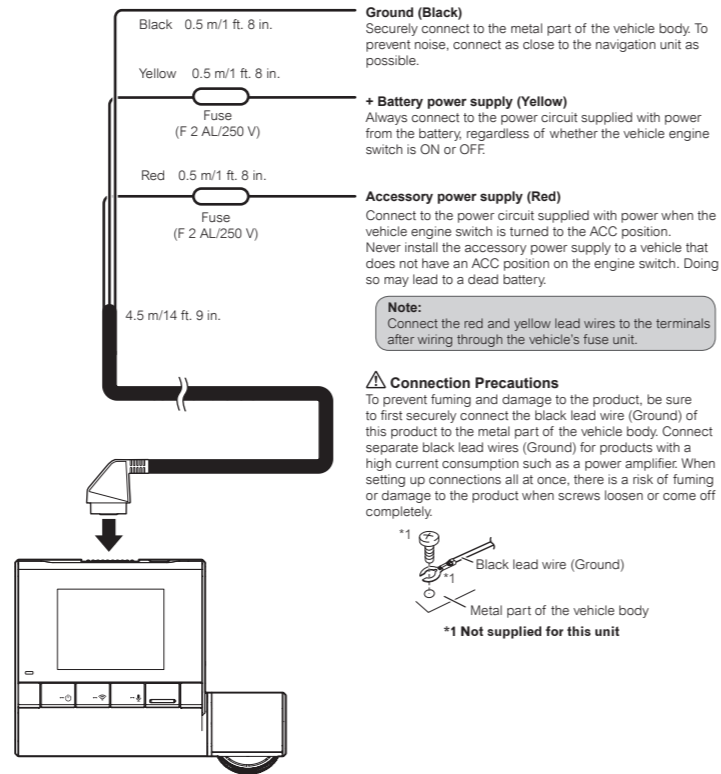 Black 0.5 m/1 ft. 8 in.
Ground (Black)
Securely connect to the metal part of the vehicle body. To
prevent noise, connect as close to the navigation unit as
possible.
Yellow 0.5 m/1 ft. 8 in.
Fuse
(F 2 AL/250 V)
+ Battery power supply (Yellow)
Always connect to the power circuit supplied with power
from the battery, regardless of whether the vehicle engine
switch is ON or OFF.
Red 0.5 m/1 ft. 8 in.
Fuse
(F 2 AL/250 V)
Accessory power supply (Red)
Connect to the power circuit supplied with power when the
vehicle engine switch is turned to the ACC position.
Never install the accessory power supply to a vehicle that
does not have an ACC position on the engine switch. Doing
so may lead to a dead battery.
4.5 m/14 ft. 9 in.
Note:
Connect the red and yellow lead wires to the terminals
after wiring through the vehicle's fuse unit.
Connection Precautions
To prevent fuming and damage to the product, be sure
to first securely connect the black lead wire (Ground) of
this product to the metal part of the vehicle body. Connect
separate black lead wires (Ground) for products with a
high current consumption such as a power amplifier. When
setting up connections all at once, there is a risk of fuming
or damage to the product when screws loosen or come off
completely.
*1
Black lead wire (Ground)
*1
Metal part of the vehicle body
*1 Not supplied for this unit